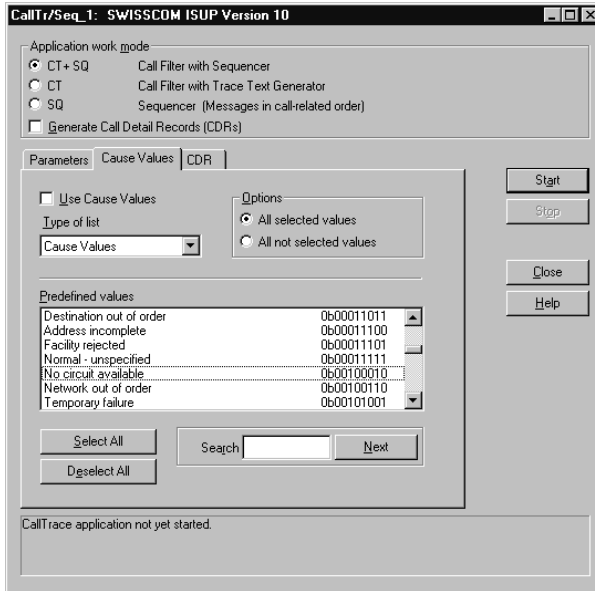 CallTr/Seq_1: SWISSCOM ISUP Version 10
Application work mode
CT+ SQ Call Filter with Sequencer
CT Call Filter with Trace Text Generator
SQ Sequencer (Messages in call-related order)
Generate Call Detail Records (CDRs)
Parameters Cause Values CDR
Use Cause Values
Type of list
Cause Values
Options
All selected values
All not selected values
Predefined values
Destination out of order 0b00011011
Address incomplete 0b00011100
Facility rejected 0b00011101
Normal - unspecified 0b00011111
No circuit available 0b00100010
Network out of order 0b00100110
Temporary failure 0b00101001
Select All
Deselect All
Search Next
Start
Stop
Close
Help
CallTrace application not yet started.